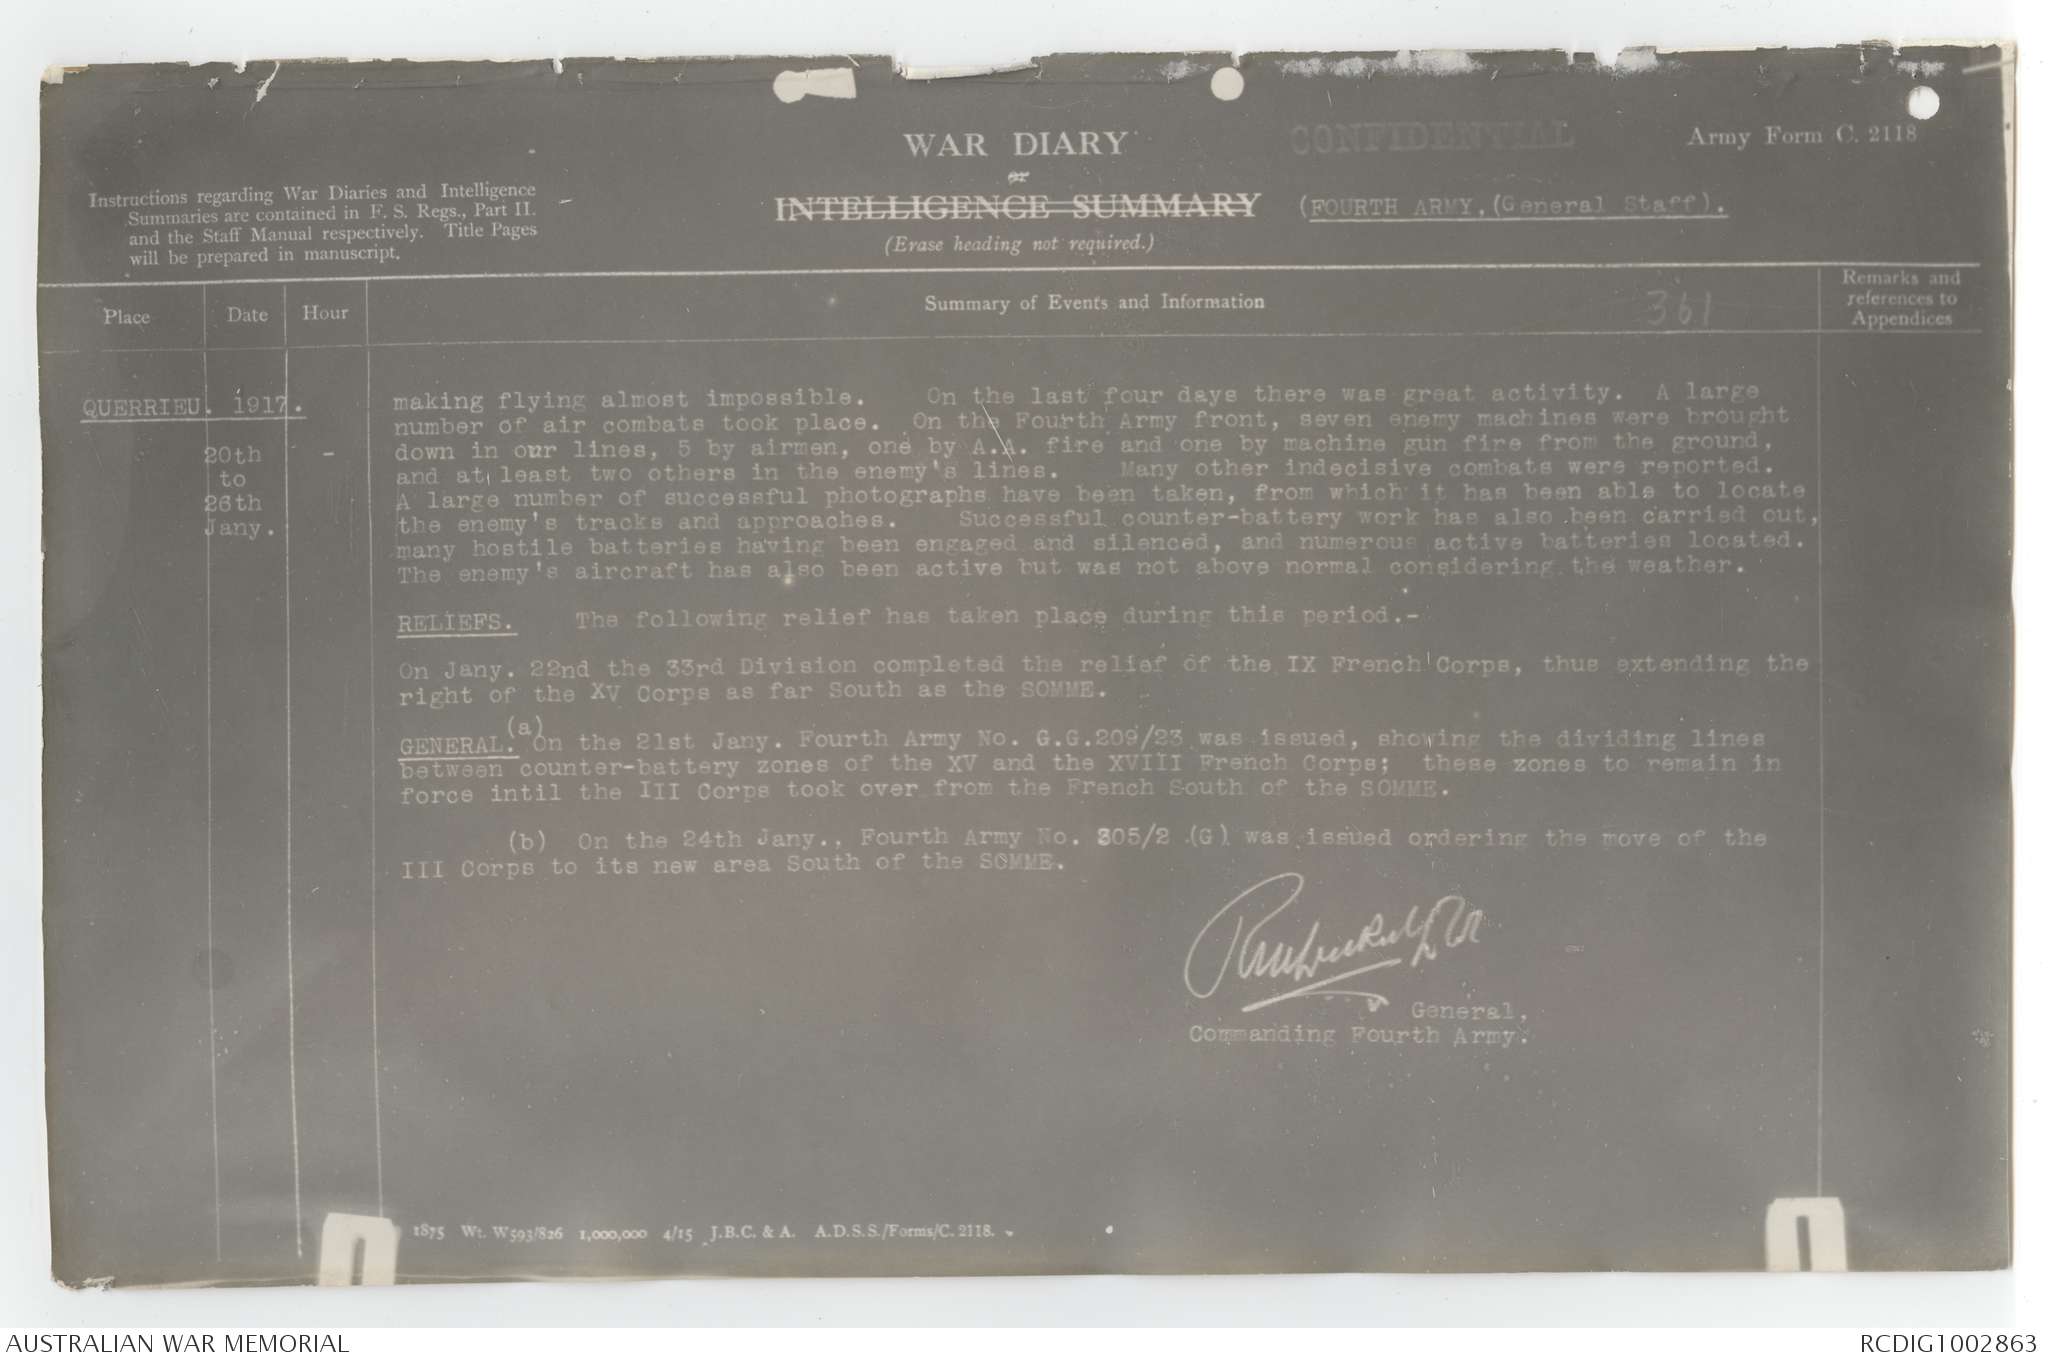 WAR DIARY
or
INTELLIGENCE SUMMARY
(Erase heading not required.)
CONFIDENTIAL
Army Form C. 2118
(FOURTH ARMY, (General Staff).
Instructions regarding War Diaries and Intelligence
Summaries are contained in F. S. Regs., Part II.
and the Staff Manual respectively. Title Pages
will be prepared in manuscript.
Place
Date
Hour
Summary of Events and Information
361
Remarks and
references to
Appendices
QUERRIEU. 1917.
20th
to
26th
Jany.
-
making flying almost impossible. On the last four days there was great activity. A large
number of air combats took place. On the Fourth Army front, seven enemy machines were brought
down in our lines, 5 by airmen, one by A.A. fire and one by machine gun fire from the ground,
and at least two others in the enemy's lines. Many other indecisive combats were reported.
A large number of successful photographs have been taken, from which it has been able to locate
the enemy's tracks and approaches. Successful counter-battery work has also been carried out,
many hostile batteries having been engaged and silenced, and numerous active batteries located.
The enemy's aircraft has also been active but was not above normal considering the weather.
RELIEFS. The following relief has taken place during this period.-
On Jany. 22nd the 33rd Division completed the relief of the IX French Corps, thus extending the
right of the XV Corps as far South as the SOMME.
GENERAL. (a) On the 21st Jany. Fourth Army No. G.G.209/23 was issued, showing the dividing lines
between counter-battery zones of the XV and the XVIII French Corps; these zones to remain in
force intil the III Corps took over from the French South of the SOMME.
(b) On the 24th Jany., Fourth Army No. 305/2 (G) was issued ordering the move of the
III Corps to its new area South of the SOMME.
General,
Commanding Fourth Army.
1875 Wt. W593/826 1,000,000 4/15 J.B.C. & A. A.D.S.S./Forms/C. 2118.
AUSTRALIAN WAR MEMORIAL
RCDIG1002863